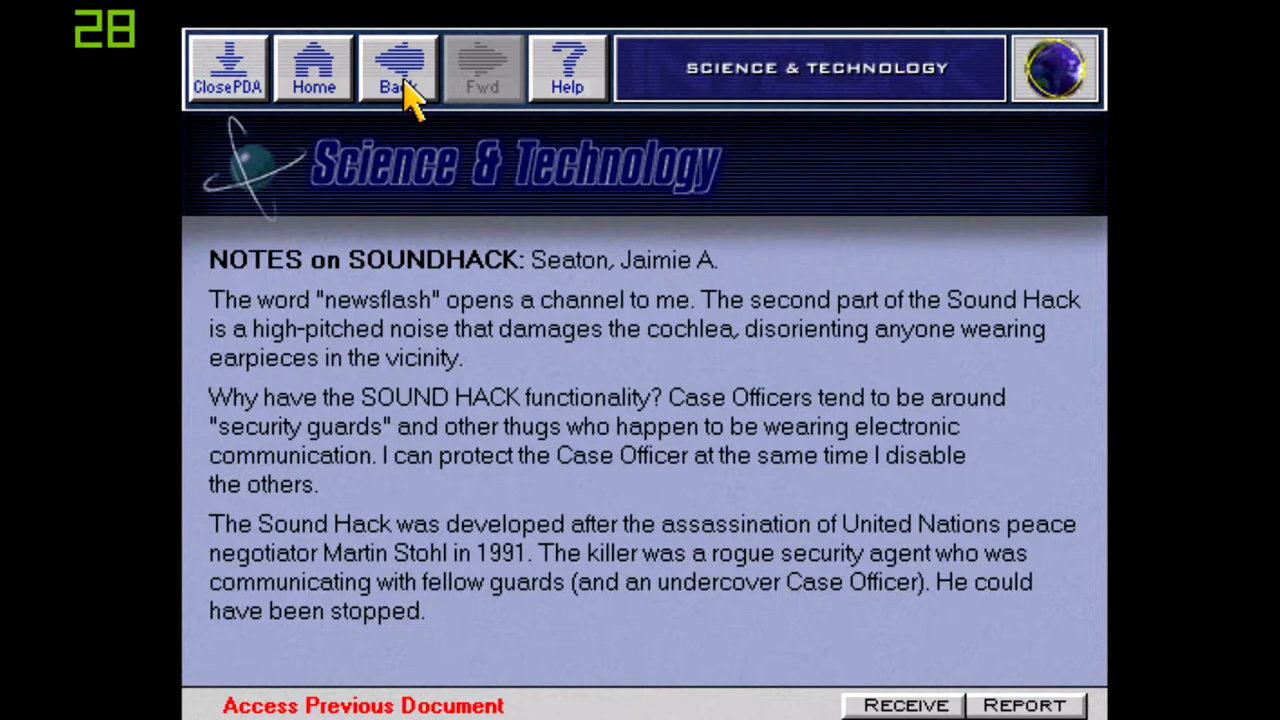 28
ClosePDA Home Back Fwd Help SCIENCE & TECHNOLOGY
Science & Technology
NOTES on SOUNDHACK: Seaton, Jaimie A.
The word "newsflash" opens a channel to me. The second part of the Sound Hack
is a high-pitched noise that damages the cochlea, disorienting anyone wearing
earpieces in the vicinity.
Why have the SOUND HACK functionality? Case Officers tend to be around
"security guards" and other thugs who happen to be wearing electronic
communication. I can protect the Case Officer at the same time I disable
the others.
The Sound Hack was developed after the assassination of United Nations peace
negotiator Martin Stohl in 1991. The killer was a rogue security agent who was
communicating with fellow guards (and an undercover Case Officer). He could
have been stopped.
Access Previous Document RECEIVE REPORT